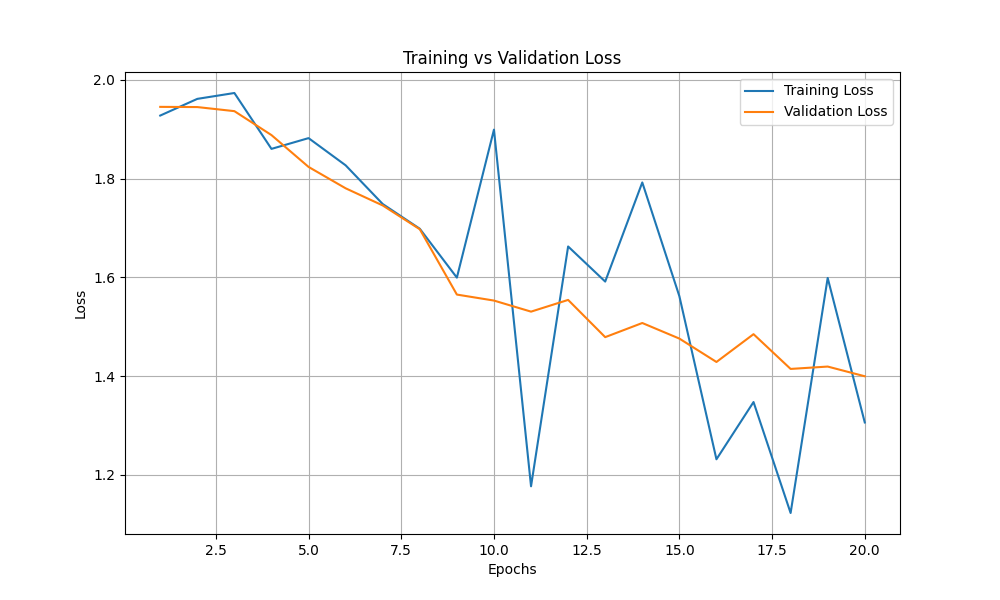 Training vs Validation Loss
Training Loss
Validation Loss
2.0
1.8
1.6
1.4
1.2
Loss
2.5
5.0
7.5
10.0
12.5
15.0
17.5
20.0
Epochs